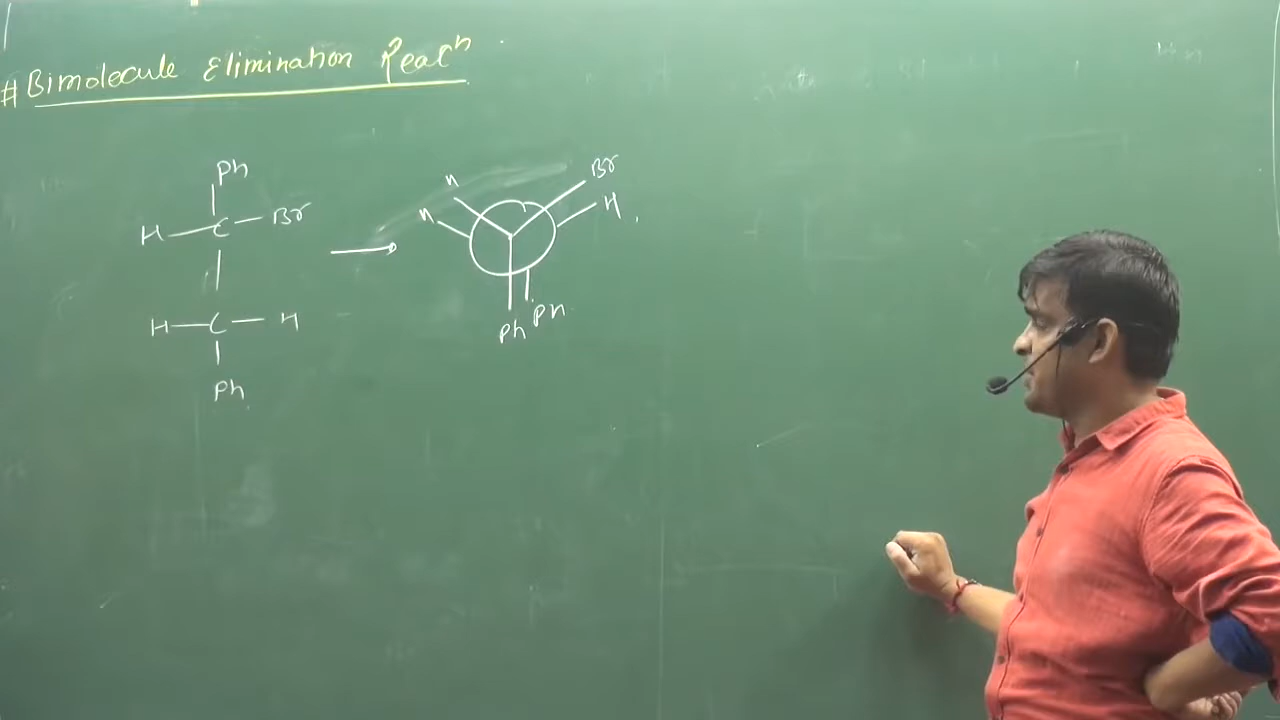 # Bimolecule Elimination Reacⁿ
Ph
H C Br
H C H
Ph
H Br
H H
Ph Ph